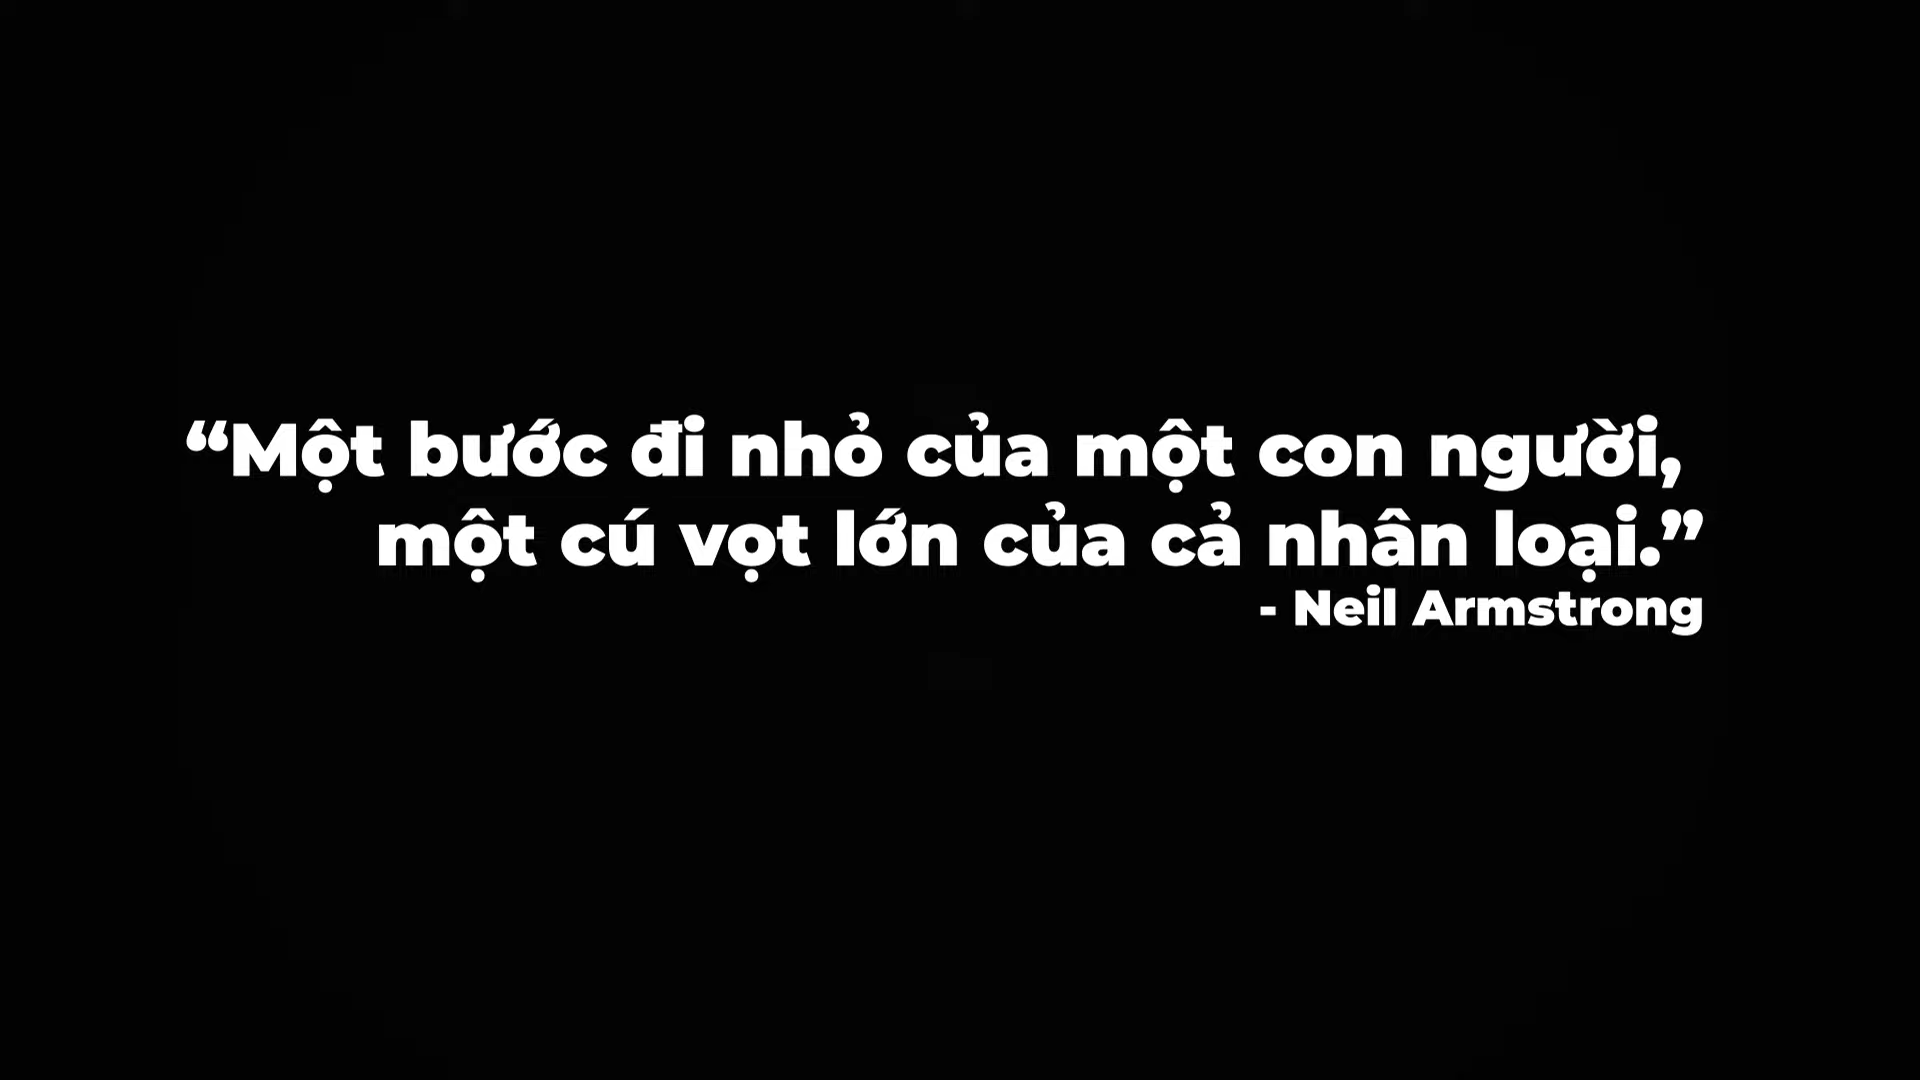 “Một bước đi nhỏ của một con người,
một cú vọt lớn của cả nhân loại.”
- Neil Armstrong